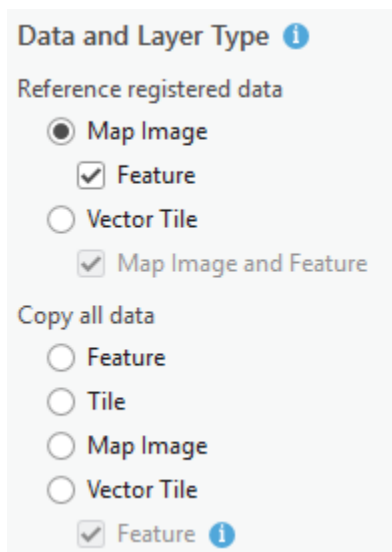 Data and Layer Type
Reference registered data
Map Image
Feature
Vector Tile
Map Image and Feature
Copy all data
Feature
Tile
Map Image
Vector Tile
Feature